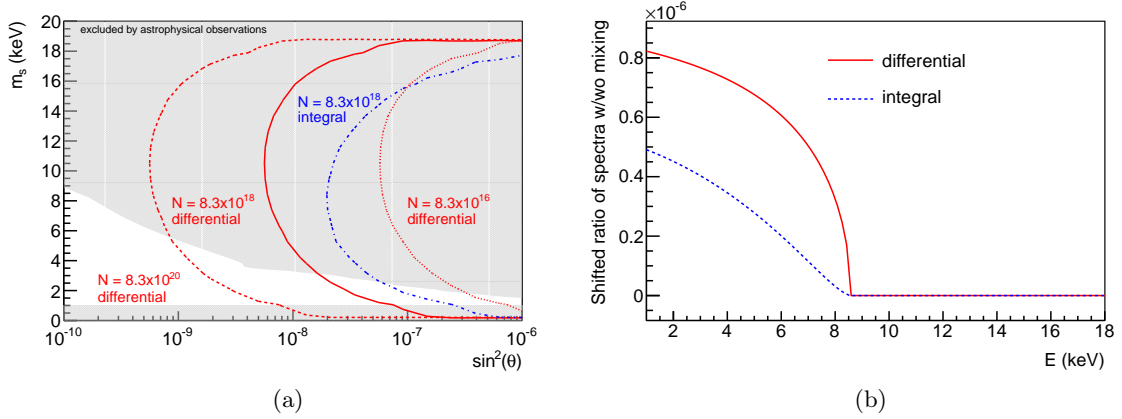 excluded by astrophysical observations
m_s (keV)
20
18
16
14
12
10
8
6
4
2
0
N = 8.3x10^18
integral
N = 8.3x10^18
differential
N = 8.3x10^16
differential
N = 8.3x10^20
differential
10^-10
10^-9
10^-8
10^-7
10^-6
sin^2(θ)
(a)
×10^-6
Shifted ratio of spectra w/wo mixing
0.8
0.6
0.4
0.2
0
differential
integral
2 4 6 8 10 12 14 16 18
E (keV)
(b)